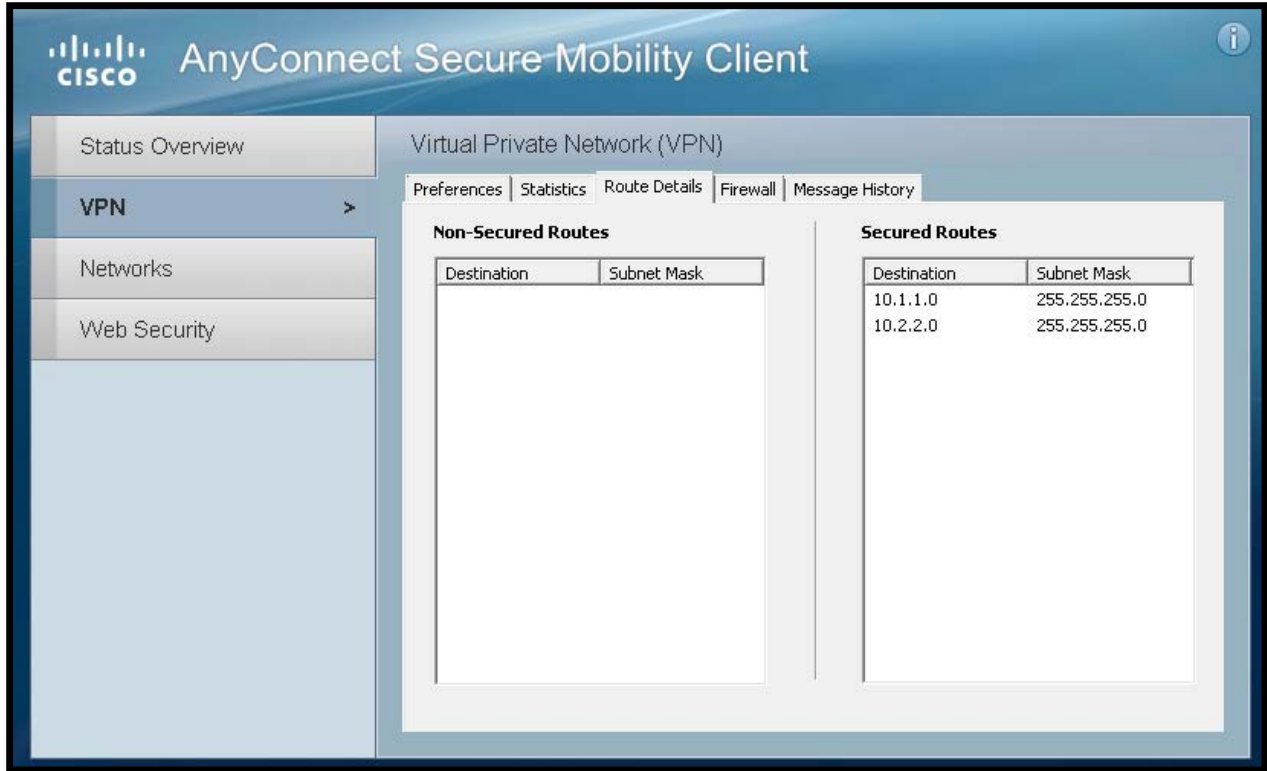 CISCO AnyConnect Secure Mobility Client
Status Overview
VPN >
Networks
Web Security
Virtual Private Network (VPN)
Preferences Statistics Route Details Firewall Message History
Non-Secured Routes
Destination Subnet Mask
Secured Routes
Destination Subnet Mask
10.1.1.0 255.255.255.0
10.2.2.0 255.255.255.0